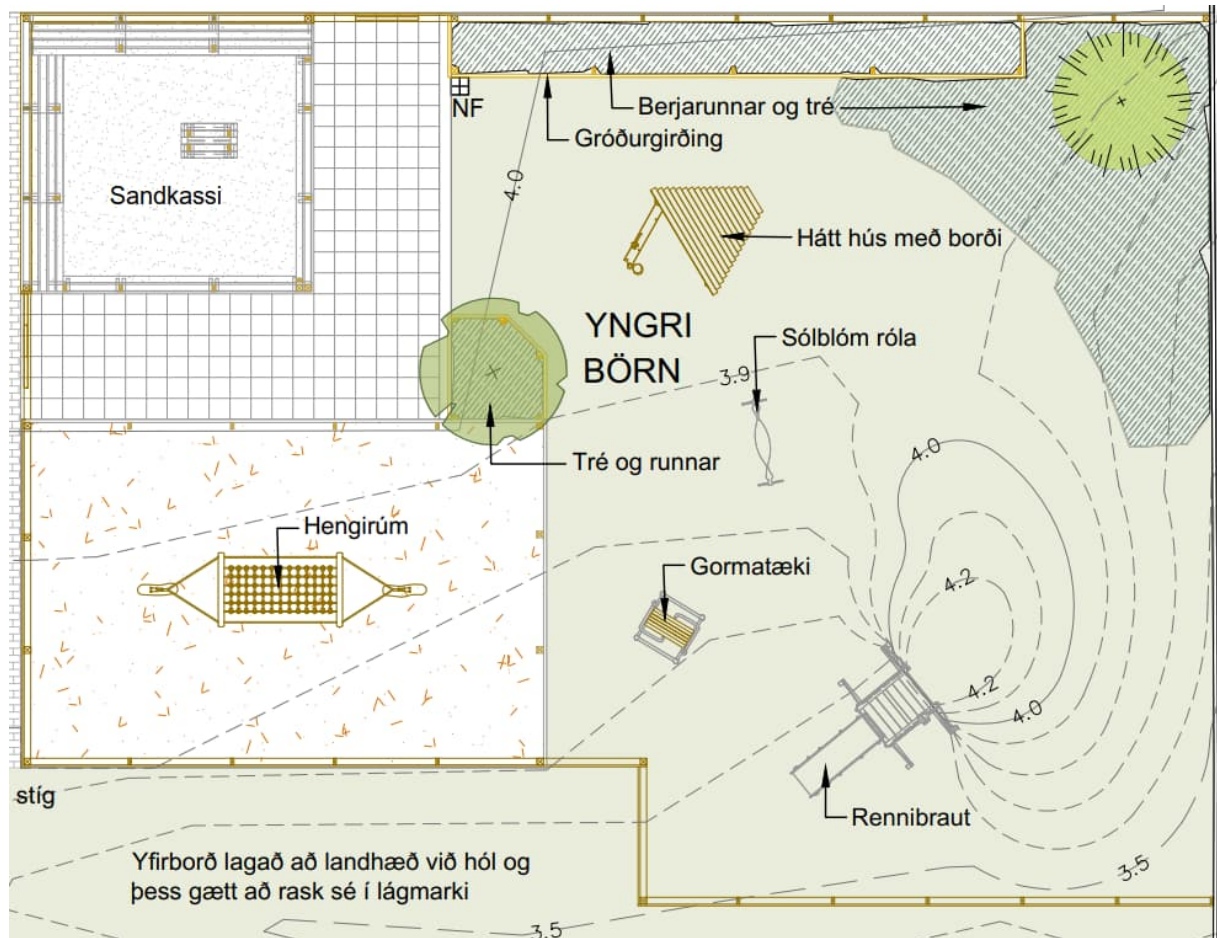 NF
Berjarunnar og tré
Gróðurgirðing
4.0
Sandkassi
Hátt hús með borði
YNGRI
BÖRN
Sólblóm róla
3.9
4.0
Tré og runnar
Hengirúm
Gormatæki
4.2
4.2
4.0
stíg
Rennibraut
Yfirborð lagað að landhæð við hól og
þess gætt að rask sé í lágmarki
3.5
3.5